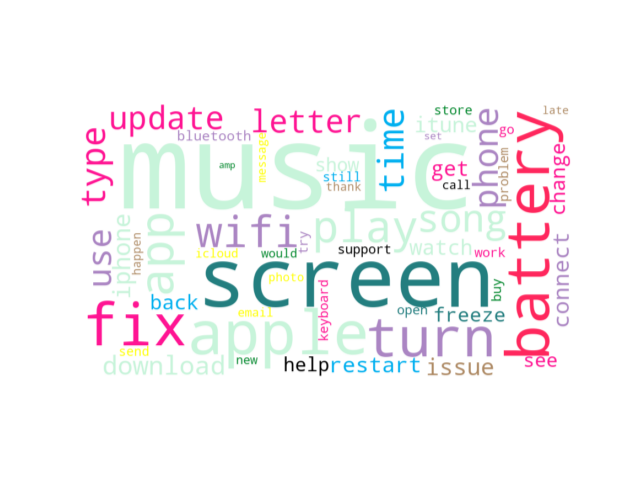 late
store
update
letter
time
itune
phone
go
type
bluetooth
message
set
music
amp
show
still
thank
get
call
problem
change
battery
iphone
app
play
song
use
happen
wifi
try
icloud
would
support
watch
work
connect
screen
photo
buy
back
fix
email
keyboard
open
freeze
apple
turn
send
new
download
help
restart
issue
see